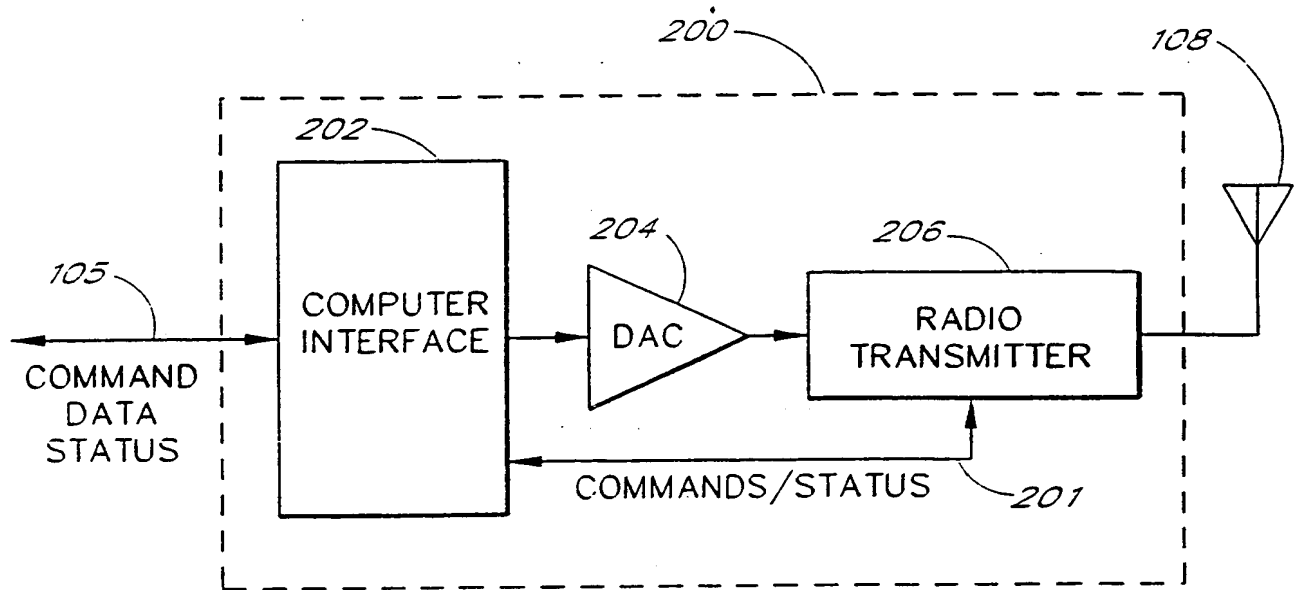 200
108
202
204
206
105
COMPUTER
INTERFACE
DAC
RADIO
TRANSMITTER
COMMAND
DATA
STATUS
COMMANDS/STATUS
201